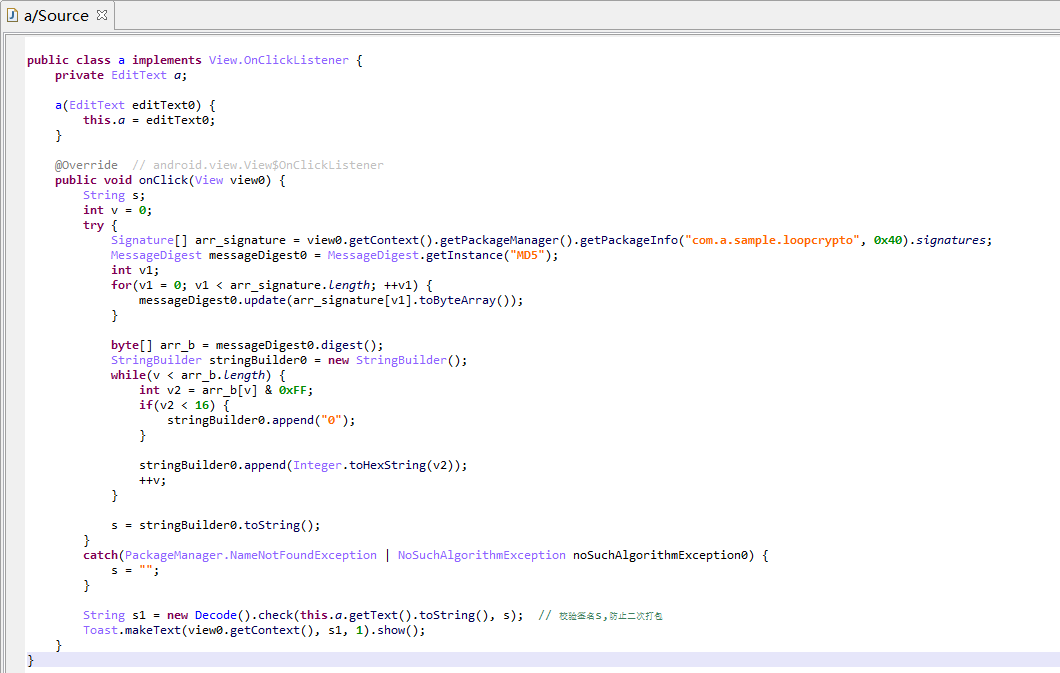 a/Source
public class a implements View.OnClickListener {
    private EditText a;

    a(EditText editText0) {
        this.a = editText0;
    }

    @Override  // android.view.View$OnClickListener
    public void onClick(View view0) {
        String s;
        int v = 0;
        try {
            Signature[] arr_signature = view0.getContext().getPackageManager().getPackageInfo("com.a.sample.loopcrypto", 0x40).signatures;
            MessageDigest messageDigest0 = MessageDigest.getInstance("MD5");
            int v1;
            for(v1 = 0; v1 < arr_signature.length; ++v1) {
                messageDigest0.update(arr_signature[v1].toByteArray());
            }

            byte[] arr_b = messageDigest0.digest();
            StringBuilder stringBuilder0 = new StringBuilder();
            while(v < arr_b.length) {
                int v2 = arr_b[v] & 0xFF;
                if(v2 < 16) {
                    stringBuilder0.append("0");
                }

                stringBuilder0.append(Integer.toHexString(v2));
                ++v;
            }

            s = stringBuilder0.toString();
        }
        catch(PackageManager.NameNotFoundException | NoSuchAlgorithmException noSuchAlgorithmException0) {
            s = "";
        }

        String s1 = new Decode().check(this.a.getText().toString(), s);  // 校验签名s,防止二次打包
        Toast.makeText(view0.getContext(), s1, 1).show();
    }
}